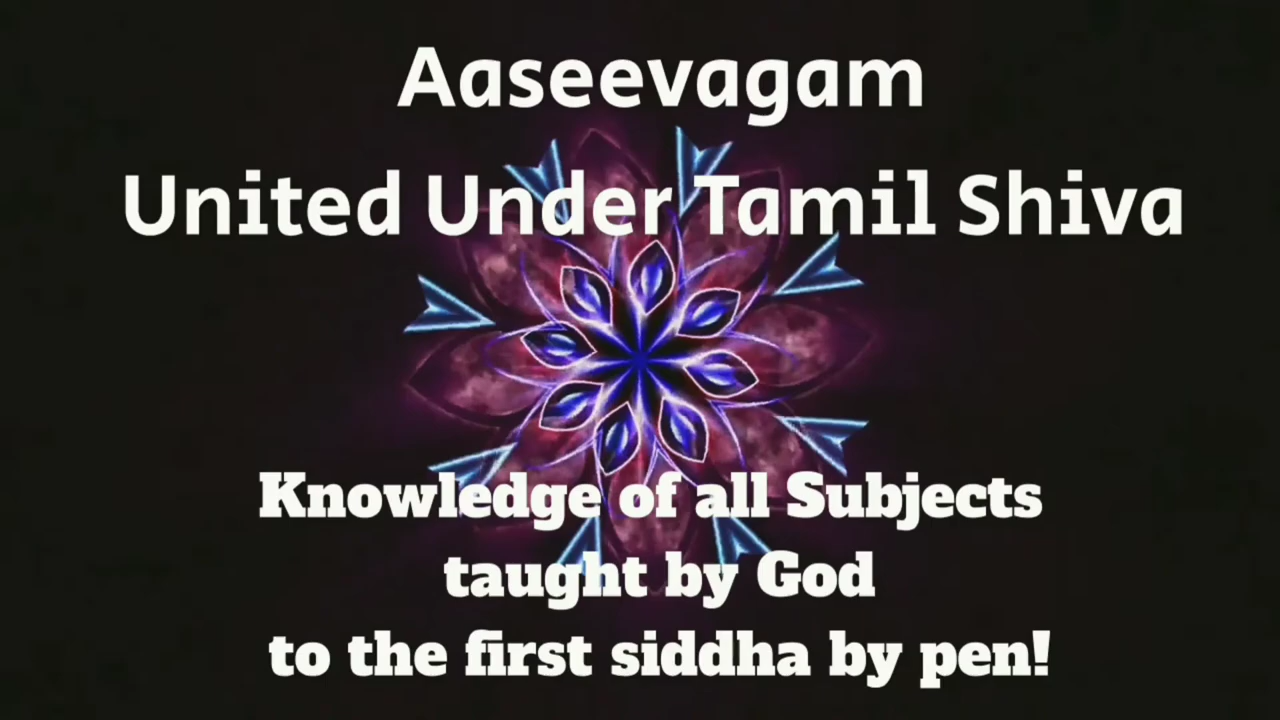 Aaseevagam
United Under Tamil Shiva
Knowledge of all Subjects
taught by God
to the first siddha by pen!